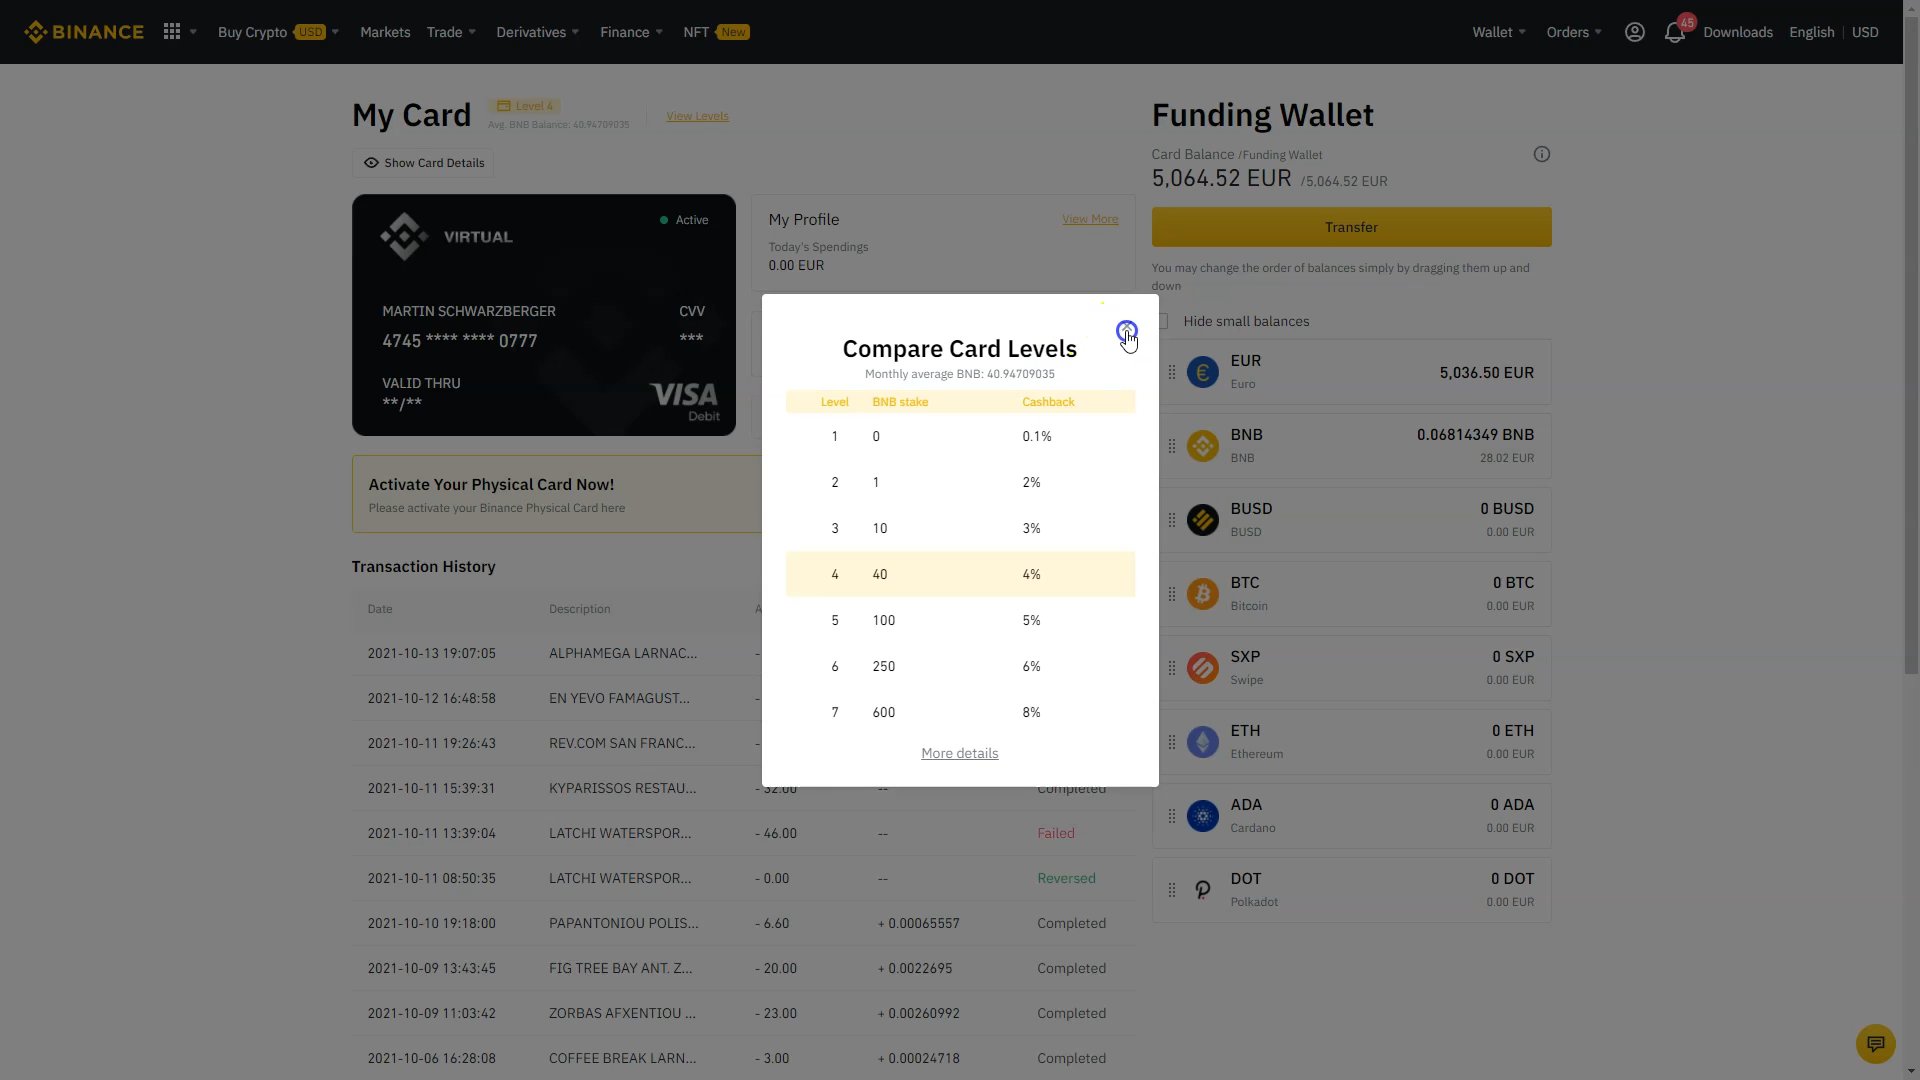 BINANCE Buy Crypto USD Markets Trade Derivatives Finance NFT New Wallet Orders 45 Downloads English USD
My Card Level 4
Avg. BNB Balance: 40.94709035
View Levels
Show Card Details
VIRTUAL
Active
MARTIN SCHWARZBERGER CVV
4745 **** **** 0777 ***
VALID THRU
**/**
VISA
Debit
My Profile View More
Today's Spendings
0.00 EUR
Activate Your Physical Card Now!
Please activate your Binance Physical Card here
Transaction History
Date Description A
2021-10-13 19:07:05 ALPHAMEGA LARNAC... -
2021-10-12 16:48:58 EN YEVO FAMAGUST... -
2021-10-11 19:26:43 REV.COM SAN FRANC... -
2021-10-11 15:39:31 KYPARISSOS RESTAU... - 32.00 -- Completed
2021-10-11 13:39:04 LATCHI WATERSPOR... - 46.00 -- Failed
2021-10-11 08:50:35 LATCHI WATERSPOR... - 0.00 -- Reversed
2021-10-10 19:18:00 PAPANTONIOU POLIS... - 6.60 + 0.00065557 Completed
2021-10-09 13:43:45 FIG TREE BAY ANT. Z... - 20.00 + 0.0022695 Completed
2021-10-09 11:03:42 ZORBAS AFXENTIOU ... - 23.00 + 0.00260992 Completed
2021-10-06 16:28:08 COFFEE BREAK LARN... - 3.00 + 0.00024718 Completed
Compare Card Levels
Monthly average BNB: 40.94709035
Level BNB stake Cashback
1 0 0.1%
2 1 2%
3 10 3%
4 40 4%
5 100 5%
6 250 6%
7 600 8%
More details
Funding Wallet
Card Balance /Funding Wallet
5,064.52 EUR /5,064.52 EUR
Transfer
You may change the order of balances simply by dragging them up and
down
Hide small balances
EUR 5,036.50 EUR
Euro
BNB 0.06814349 BNB
BNB 28.02 EUR
BUSD 0 BUSD
BUSD 0.00 EUR
BTC 0 BTC
Bitcoin 0.00 EUR
SXP 0 SXP
Swipe 0.00 EUR
ETH 0 ETH
Ethereum 0.00 EUR
ADA 0 ADA
Cardano 0.00 EUR
DOT 0 DOT
Polkadot 0.00 EUR